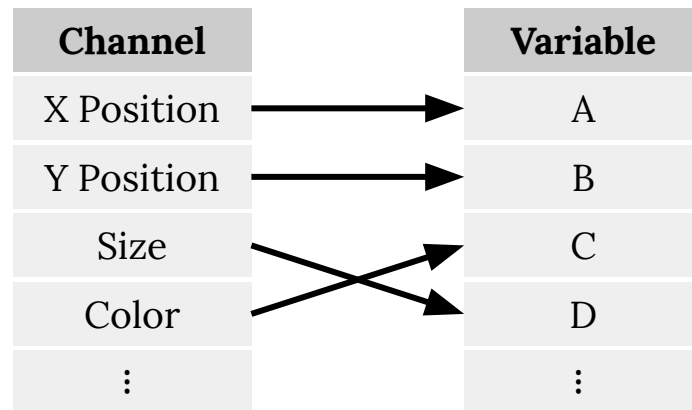 Channel Variable
X Position A
Y Position B
Size C
Color D
⋮ ⋮